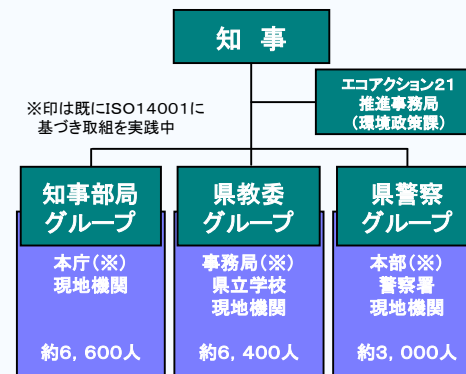 知 事
エコアクション21
推進事務局
(環境政策課)
※印は既にISO14001に
基づき取組を実践中
知事部局
グループ
本庁(※)
現地機関
約6,600人
県教委
グループ
事務局(※)
県立学校
現地機関
約6,400人
県警察
グループ
本部(※)
警察署
現地機関
約3,000人